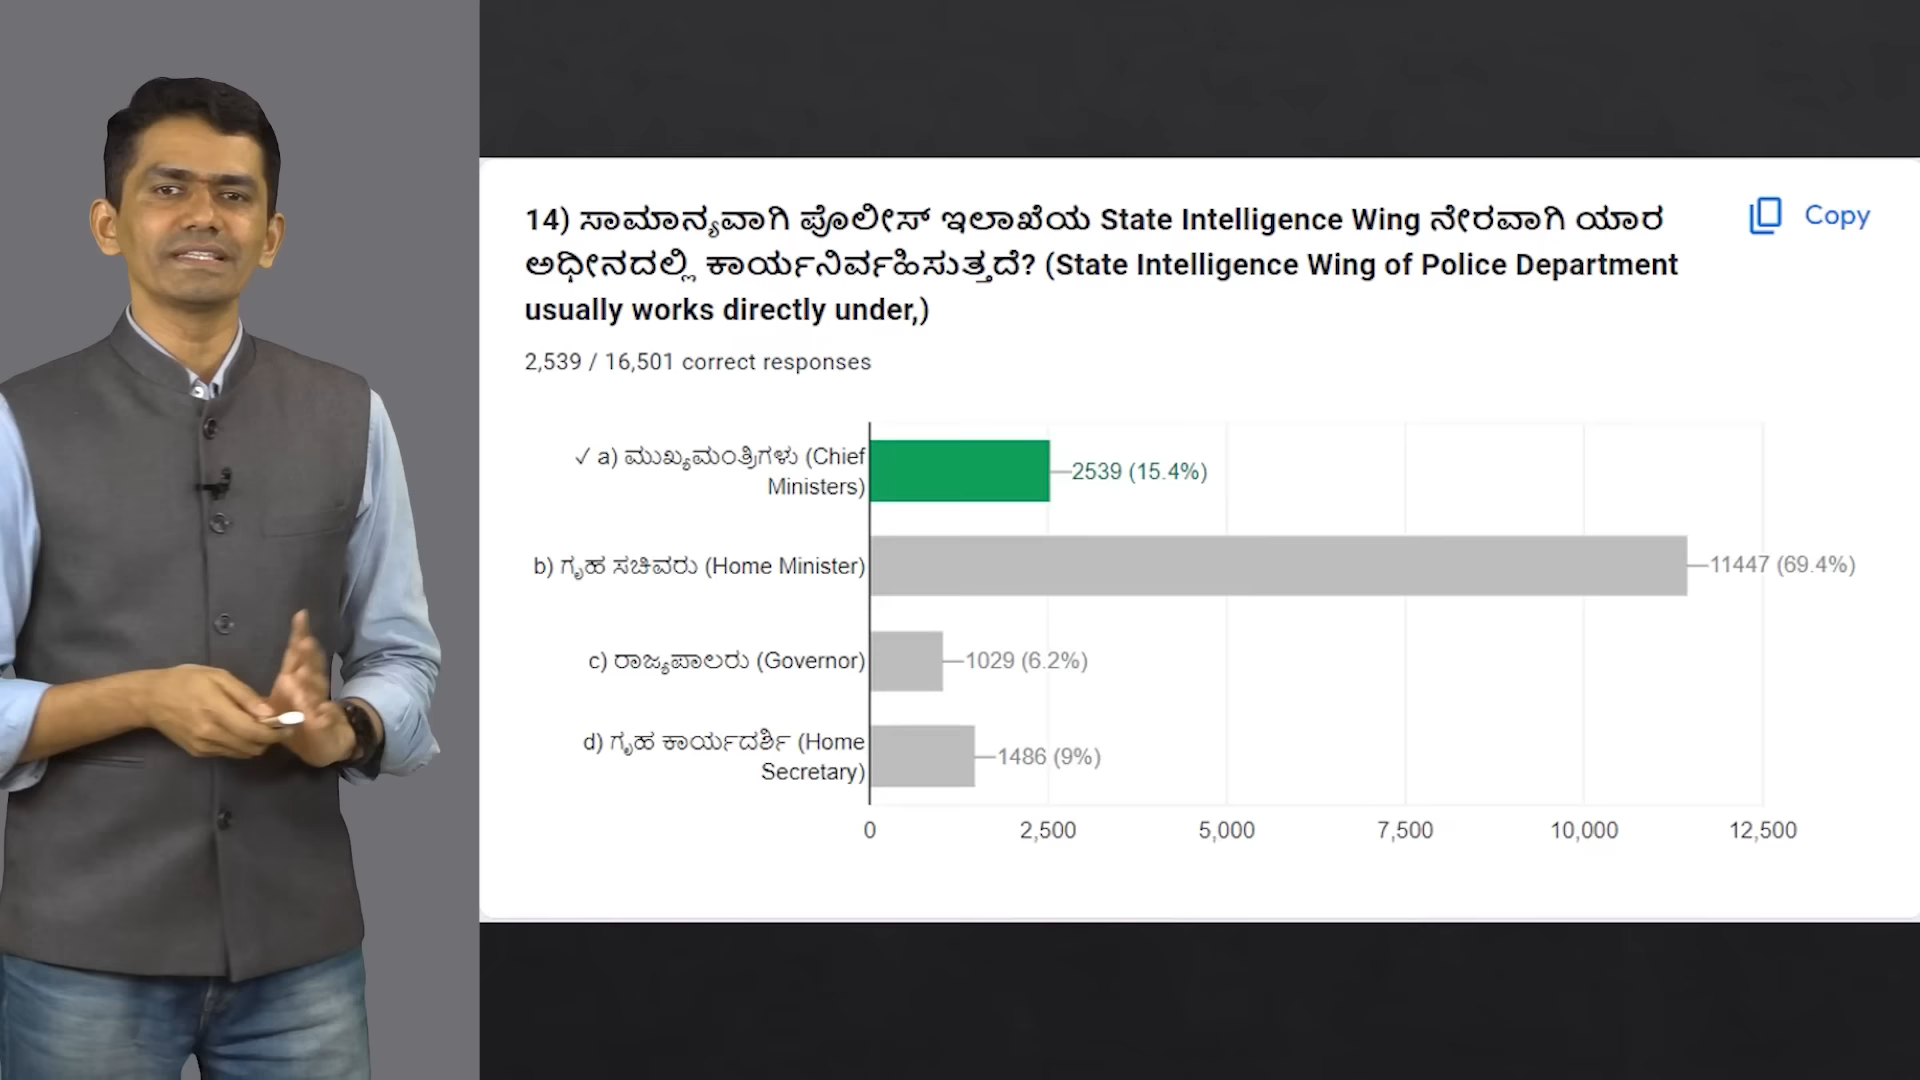 14) ಸಾಮಾನ್ಯವಾಗಿ ಪೊಲೀಸ್ ಇಲಾಖೆಯ State Intelligence Wing ನೇರವಾಗಿ ಯಾರ
ಅಧೀನದಲ್ಲಿ ಕಾರ್ಯನಿರ್ವಹಿಸುತ್ತದೆ? (State Intelligence Wing of Police Department
usually works directly under,)
Copy
2,539 / 16,501 correct responses
✓ a) ಮುಖ್ಯಮಂತ್ರಿಗಳು (Chief
Ministers)
2539 (15.4%)
b) ಗೃಹ ಸಚಿವರು (Home Minister)
11447 (69.4%)
c) ರಾಜ್ಯಪಾಲರು (Governor)
1029 (6.2%)
d) ಗೃಹ ಕಾರ್ಯದರ್ಶಿ (Home
Secretary)
1486 (9%)
0 2,500 5,000 7,500 10,000 12,500